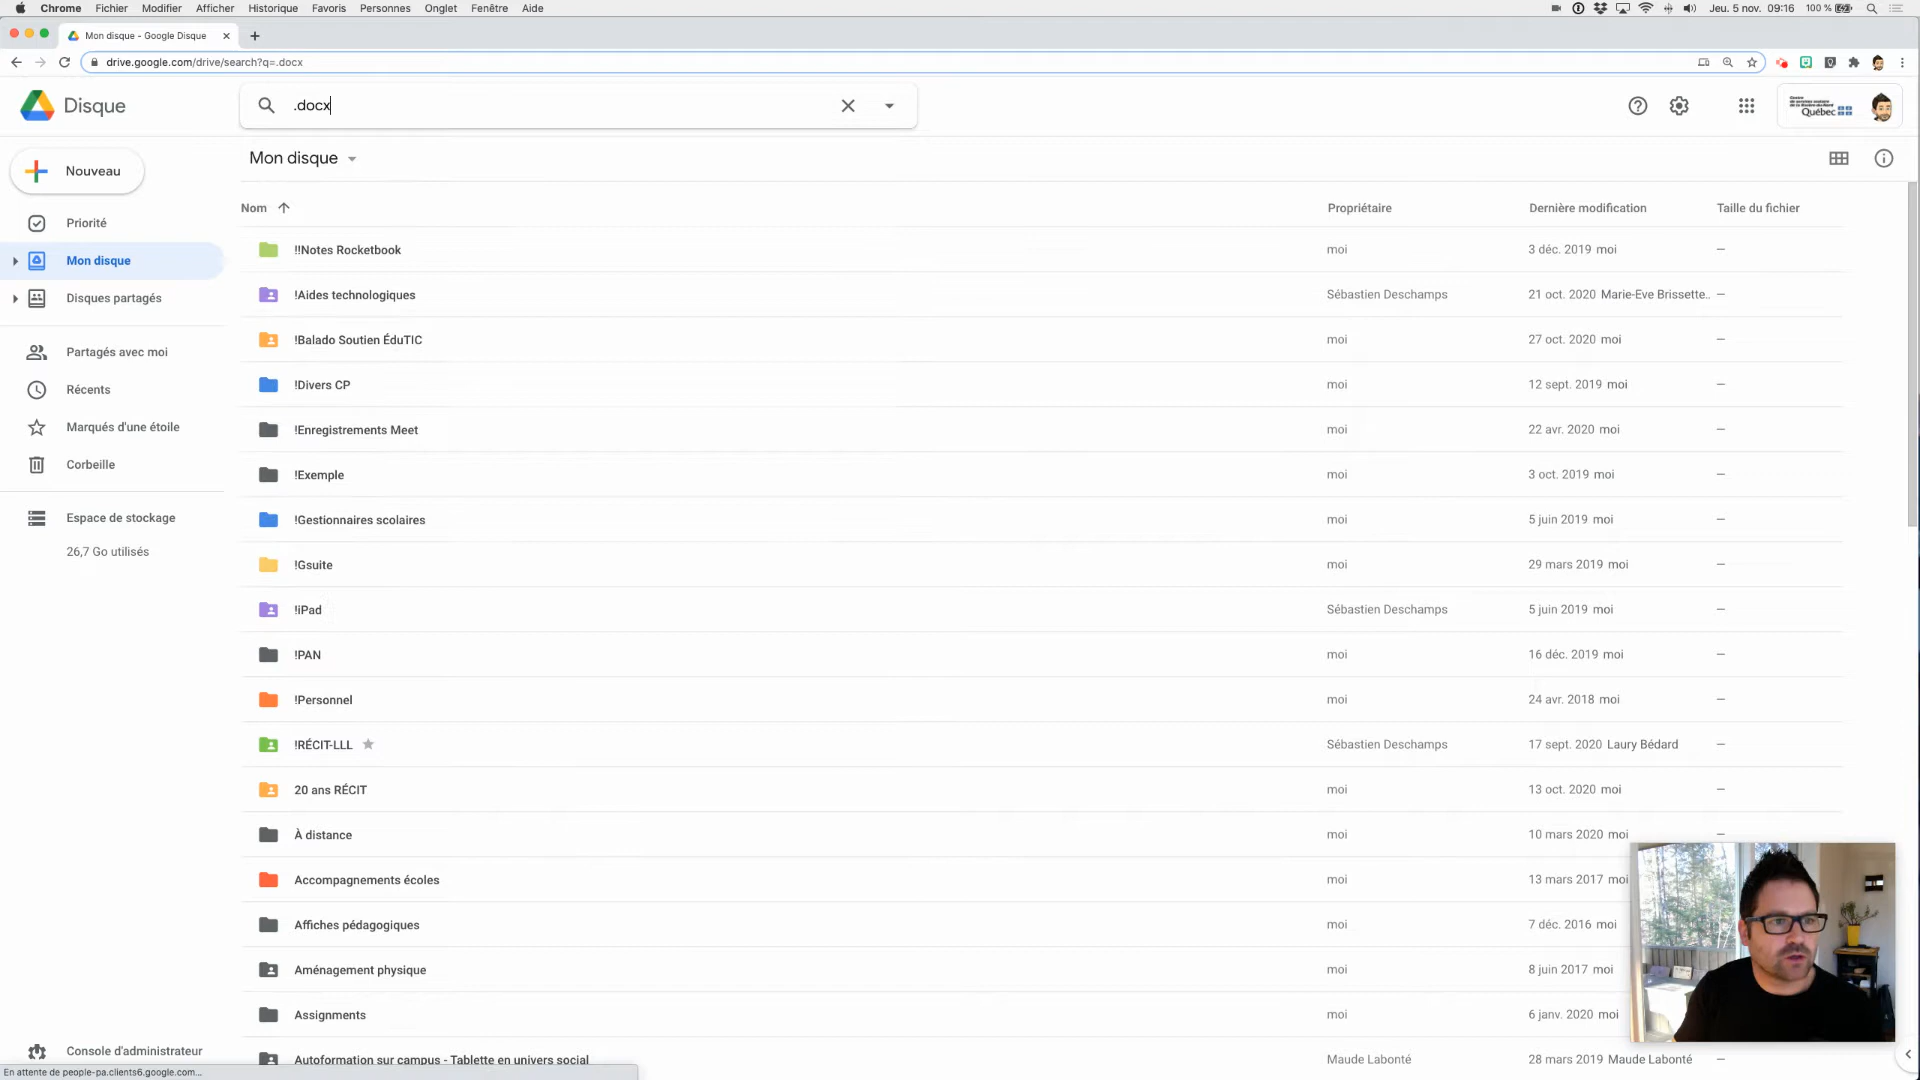 Chrome Fichier Modifier Afficher Historique Favoris Personnes Onglet Fenêtre Aide
Jeu. 5 nov. 09:16 100 %
Mon disque - Google Disque
drive.google.com/drive/search?q=.docx
Disque
.docx
Québec
Nouveau
Mon disque
Priorité
Mon disque
Disques partagés
Partagés avec moi
Récents
Marqués d'une étoile
Corbeille
Espace de stockage
26,7 Go utilisés
Console d'administrateur
Nom Propriétaire Dernière modification Taille du fichier
!!Notes Rocketbook moi 3 déc. 2019 moi —
!Aides technologiques Sébastien Deschamps 21 oct. 2020 Marie-Eve Brissette.. —
!Balado Soutien ÉduTIC moi 27 oct. 2020 moi —
!Divers CP moi 12 sept. 2019 moi —
!Enregistrements Meet moi 22 avr. 2020 moi —
!Exemple moi 3 oct. 2019 moi —
!Gestionnaires scolaires moi 5 juin 2019 moi —
!Gsuite moi 29 mars 2019 moi —
!iPad Sébastien Deschamps 5 juin 2019 moi —
!PAN moi 16 déc. 2019 moi —
!Personnel moi 24 avr. 2018 moi —
!RÉCIT-LLL Sébastien Deschamps 17 sept. 2020 Laury Bédard —
20 ans RÉCIT moi 13 oct. 2020 moi —
À distance moi 10 mars 2020 moi —
Accompagnements écoles moi 13 mars 2017 moi
Affiches pédagogiques moi 7 déc. 2016 moi
Aménagement physique moi 8 juin 2017 moi
Assignments moi 6 janv. 2020 moi
Autoformation sur campus - Tablette en univers social Maude Labonté 28 mars 2019 Maude Labonté —
En attente de people-pa.clients6.google.com...